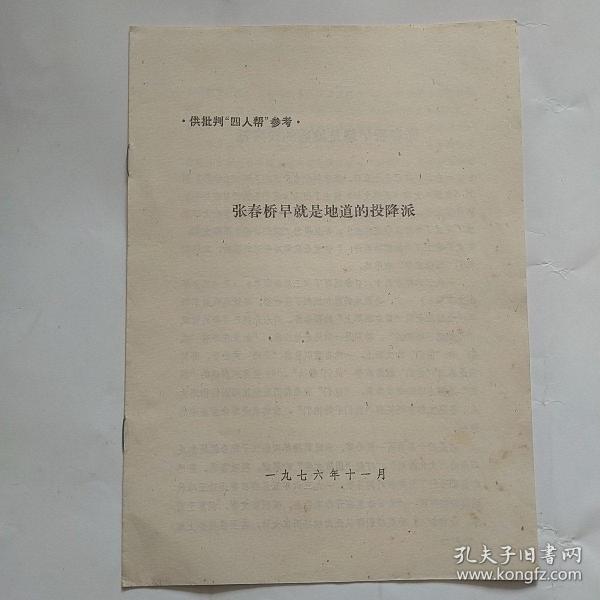 ·供批判“四人帮”参考·
张春桥早就是地道的投降派
一九七六年十一月
孔夫子旧书网
www.kongfz.com